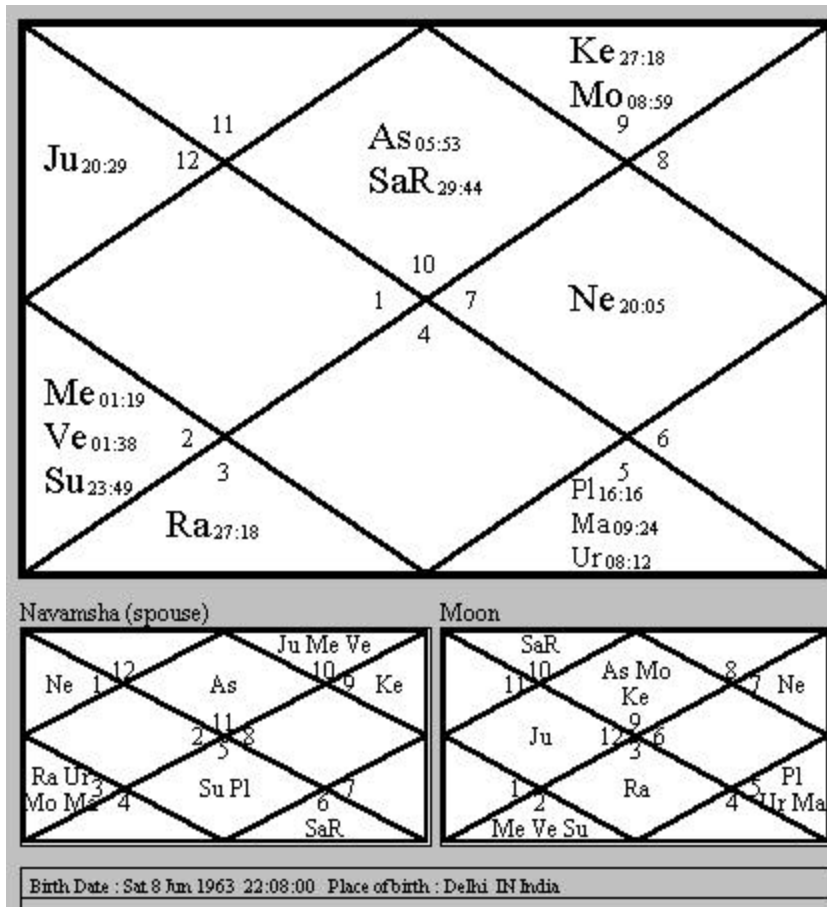 Ke 27:18
Mo 08:59
11
9
As 05:53
SaR 29:44
Ju 20:29
12
8
10
1
7
4
Ne 20:05
Me 01:19
Ve 01:38
Su 23:49
2
6
3
5
Ra 27:18
Pl 16:16
Ma 09:24
Ur 08:12
Navamsha (spouse)
Ju Me Ve
12
10
Ne 1
As
9 Ke
11
2 8
5
Ra Ur 3
Mo Ma 4
Su Pl
7
6
SaR
Moon
SaR
10
As Mo
Ke
8
11
7 Ne
9
Ju
12 6
3
1
2
Ra
5 Pl
4 Ur Ma
Me Ve Su
Birth Date : Sat 8 Jun 1963 22:08:00 Place of birth : Delhi IN India